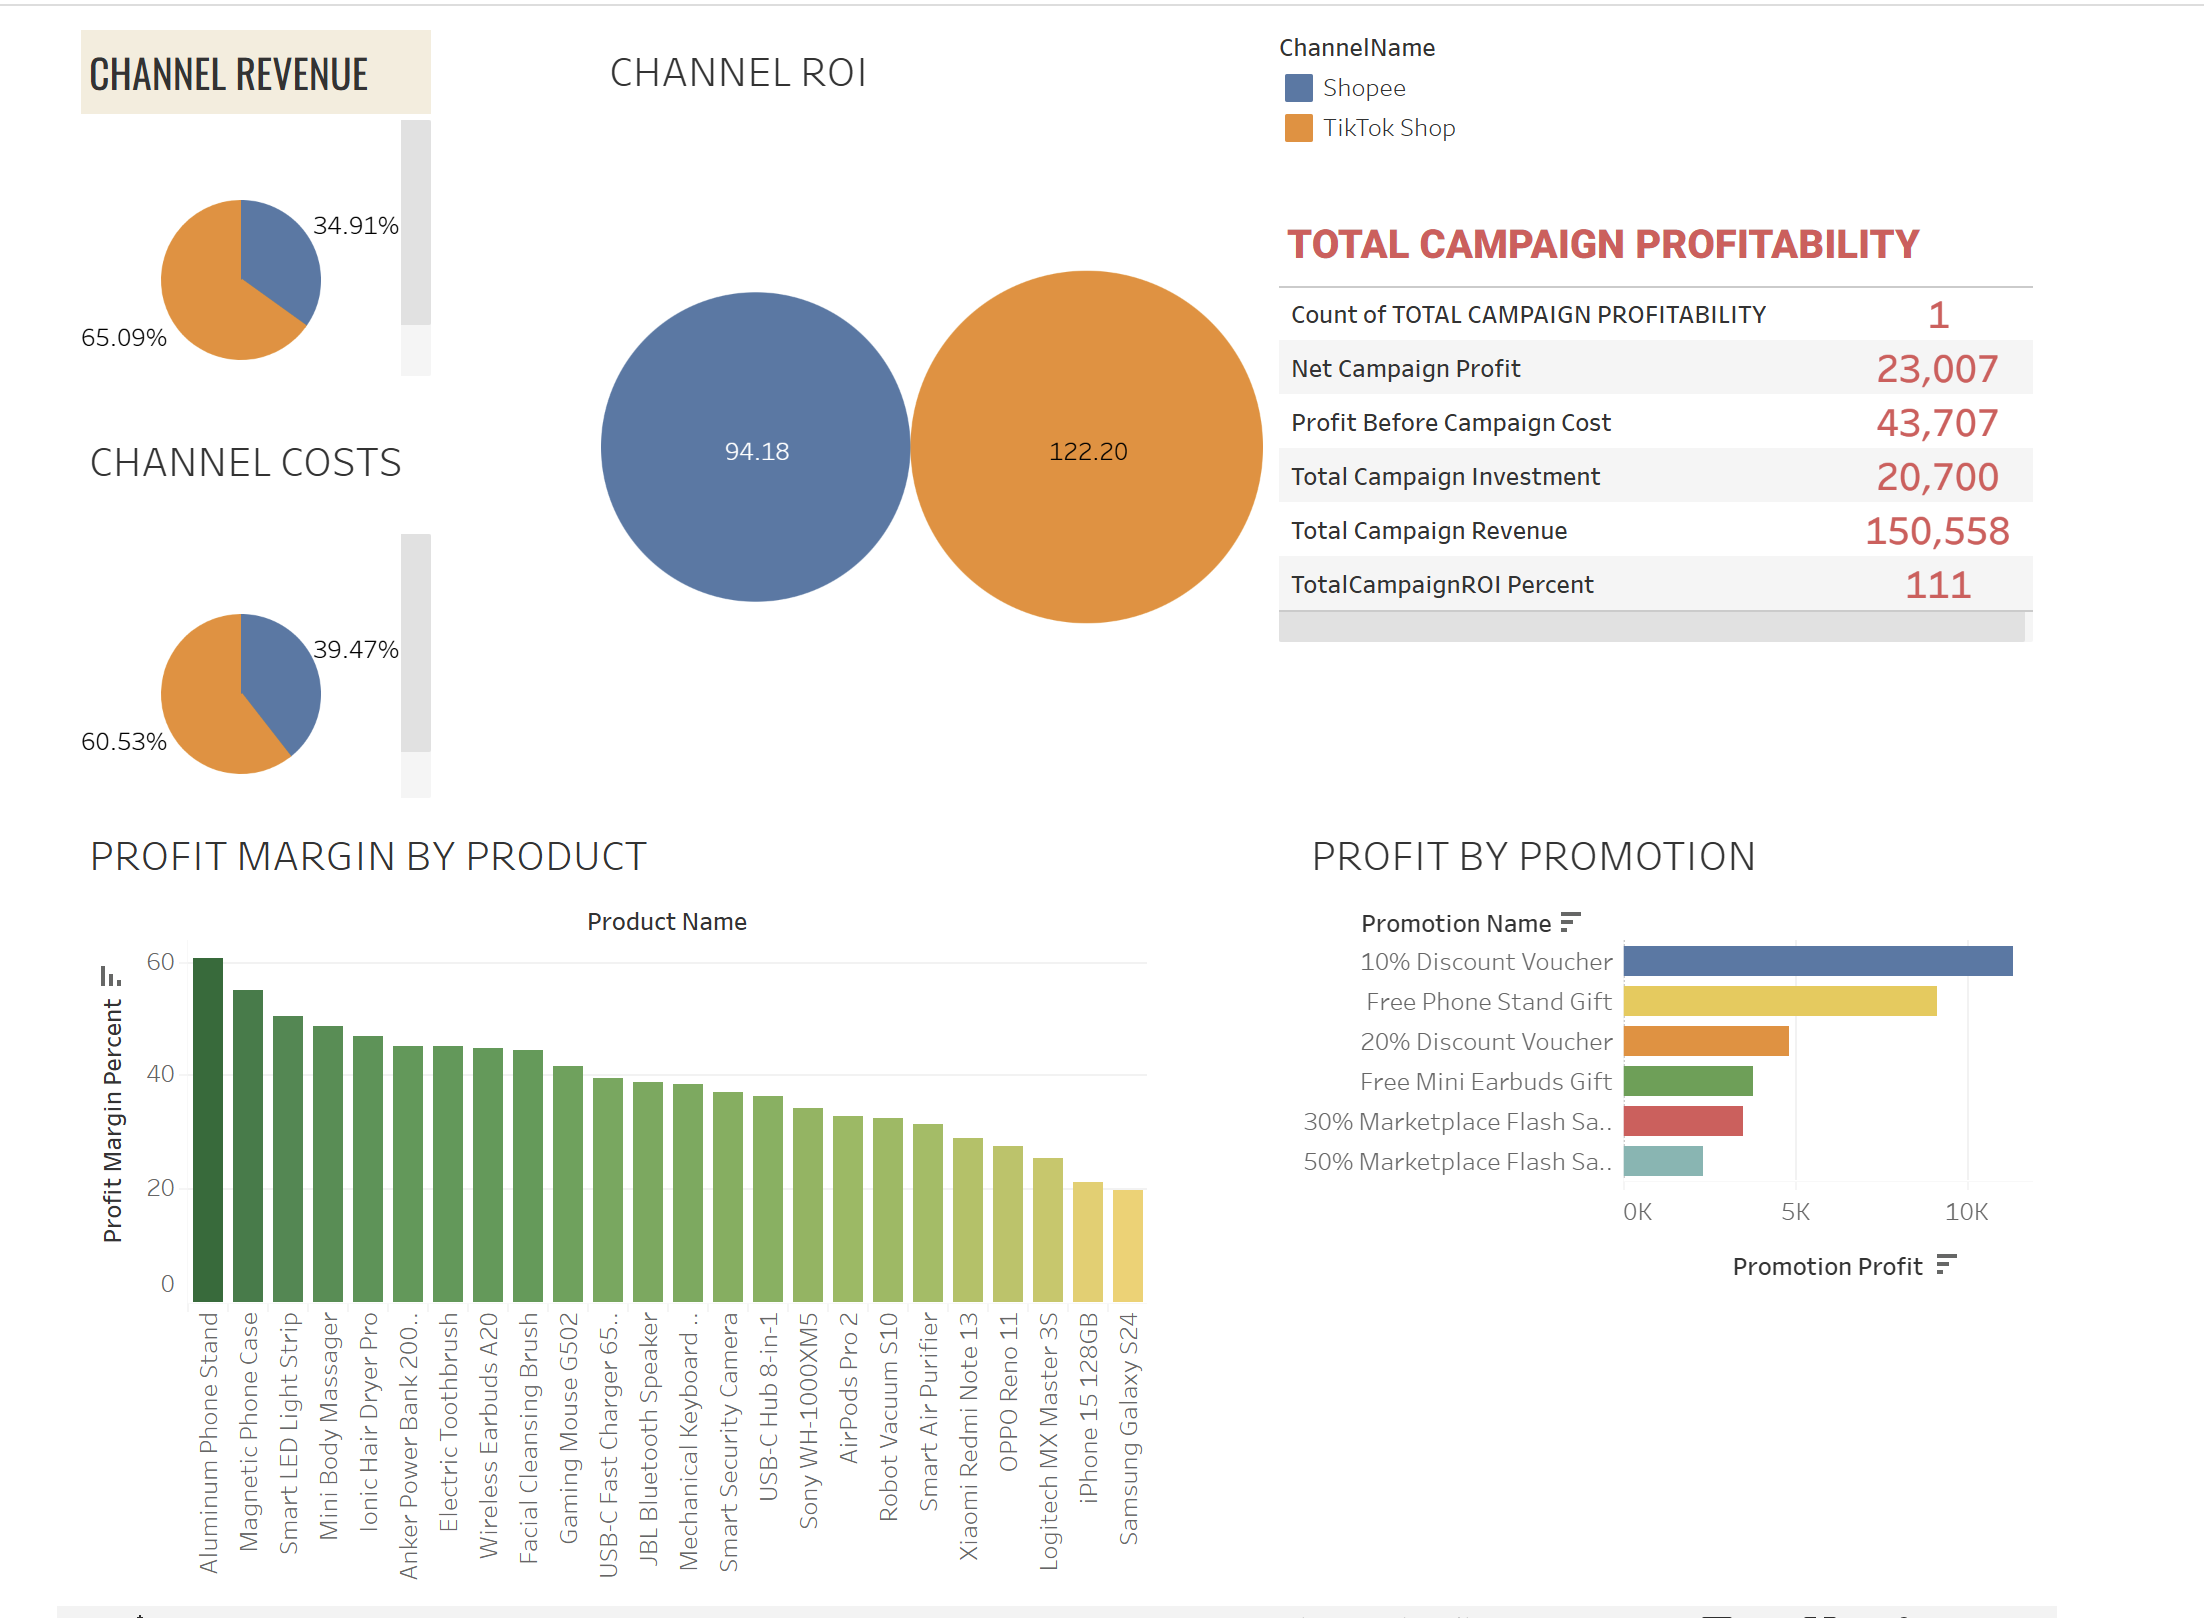 CHANNEL REVENUE
34.91%
65.09%
CHANNEL COSTS
39.47%
60.53%
CHANNEL ROI
94.18
122.20
ChannelName
Shopee
TikTok Shop
TOTAL CAMPAIGN PROFITABILITY
Count of TOTAL CAMPAIGN PROFITABILITY 1
Net Campaign Profit 23,007
Profit Before Campaign Cost 43,707
Total Campaign Investment 20,700
Total Campaign Revenue 150,558
TotalCampaignROI Percent 111
PROFIT MARGIN BY PRODUCT
Product Name
Profit Margin Percent
60
40
20
0
Aluminum Phone Stand
Magnetic Phone Case
Smart LED Light Strip
Mini Body Massager
Ionic Hair Dryer Pro
Anker Power Bank 200..
Electric Toothbrush
Wireless Earbuds A20
Facial Cleansing Brush
Gaming Mouse G502
USB-C Fast Charger 65..
JBL Bluetooth Speaker
Mechanical Keyboard ..
Smart Security Camera
USB-C Hub 8-in-1
Sony WH-1000XM5
AirPods Pro 2
Robot Vacuum S10
Smart Air Purifier
Xiaomi Redmi Note 13
OPPO Reno 11
Logitech MX Master 3S
iPhone 15 128GB
Samsung Galaxy S24
PROFIT BY PROMOTION
Promotion Name
10% Discount Voucher
Free Phone Stand Gift
20% Discount Voucher
Free Mini Earbuds Gift
30% Marketplace Flash Sa..
50% Marketplace Flash Sa..
0K 5K 10K
Promotion Profit